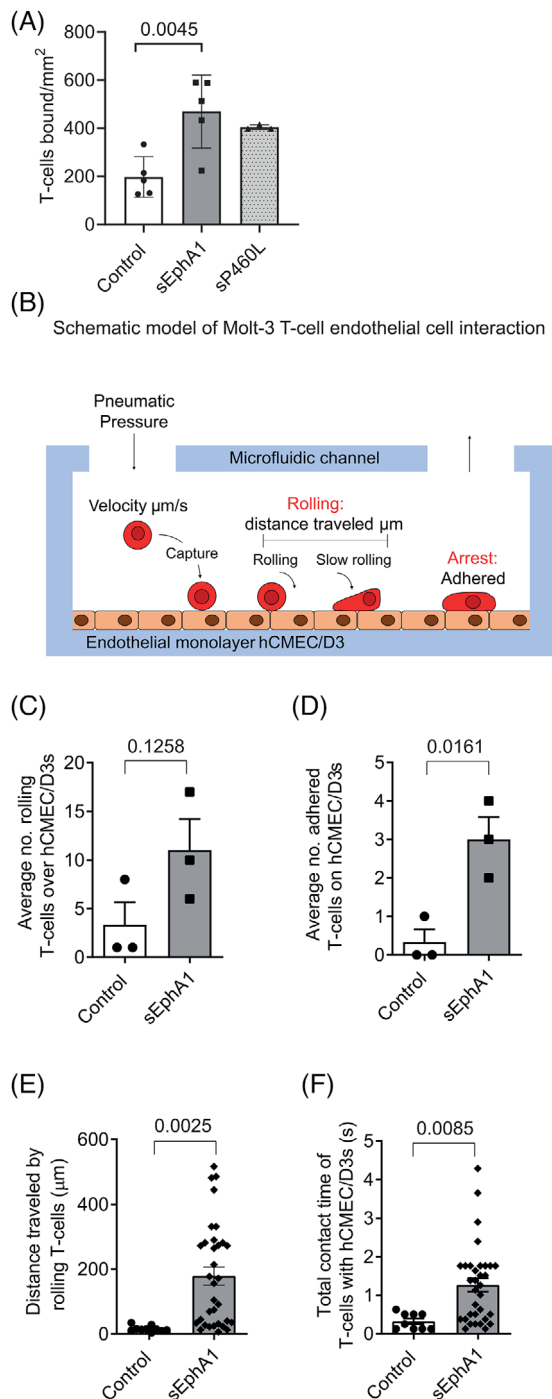 (A)
0.0045
T-cells bound/mm²
800
600
400
200
0
Control
sEphA1
sP460L
(B)
Schematic model of Molt-3 T-cell endothelial cell interaction
Pneumatic
Pressure
Microfluidic channel
Velocity µm/s
Capture
Rolling:
distance traveled µm
Rolling
Slow rolling
Arrest:
Adhered
Endothelial monolayer hCMEC/D3
(C)
0.1258
Average no. rolling
T-cells over hCMEC/D3s
20
15
10
5
0
Control
sEphA1
(D)
0.0161
Average no. adhered
T-cells on hCMEC/D3s
5
4
3
2
1
0
Control
sEphA1
(E)
0.0025
Distance traveled by
rolling T-cells (µm)
600
400
200
0
Control
sEphA1
(F)
0.0085
Total contact time of
T-cells with hCMEC/D3s (s)
5
4
3
2
1
0
Control
sEphA1